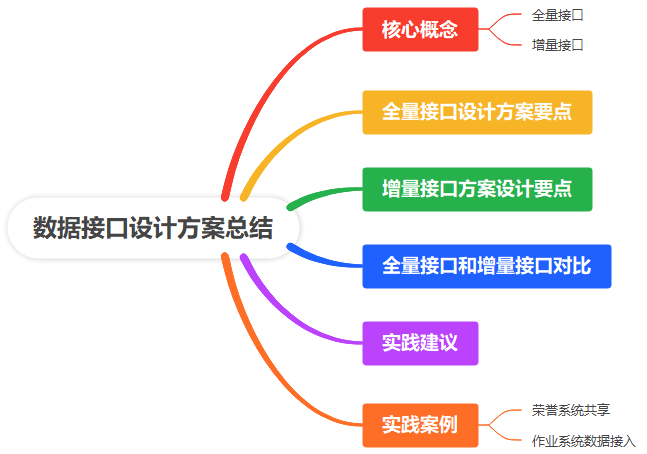 数据接口设计方案总结
核心概念
全量接口
增量接口
全量接口设计方案要点
增量接口方案设计要点
全量接口和增量接口对比
实践建议
实践案例
荣誉系统共享
作业系统数据接入